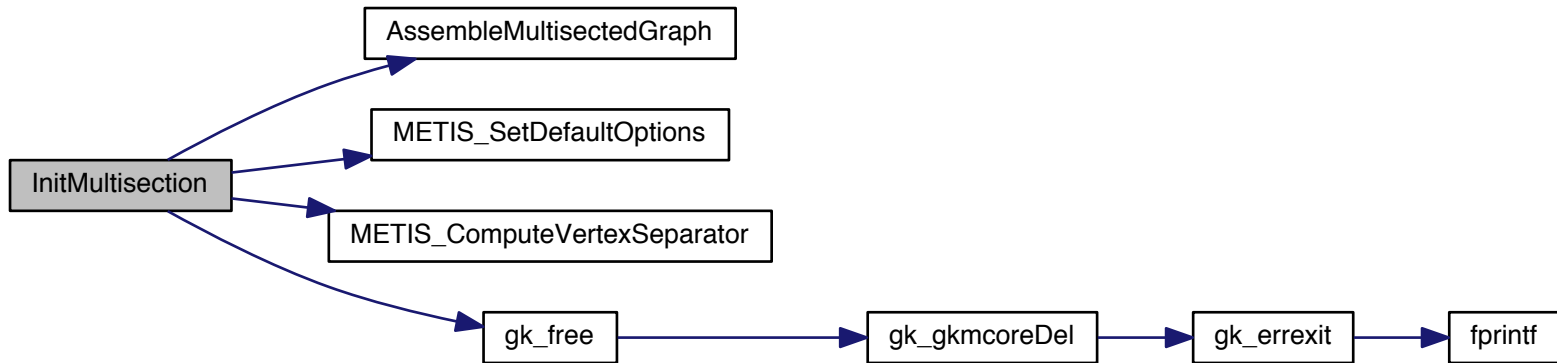 AssembleMultisectedGraph
METIS_SetDefaultOptions
InitMultisection
METIS_ComputeVertexSeparator
gk_free
gk_gkmcoreDel
gk_errexit
fprintf